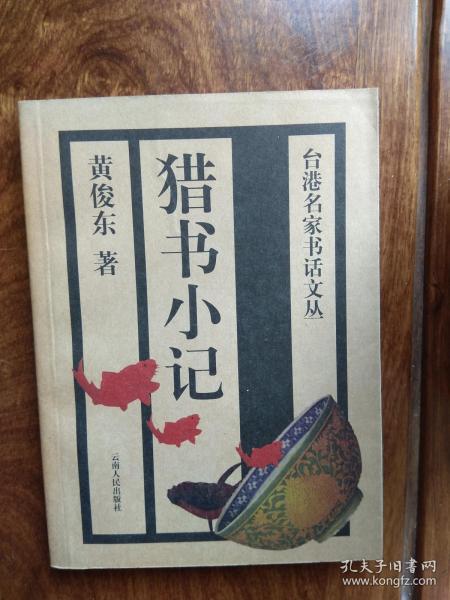 台港名家书话文丛
猎书小记
黄俊东 著
云南人民出版社
孔夫子旧书网
www.kongfz.com